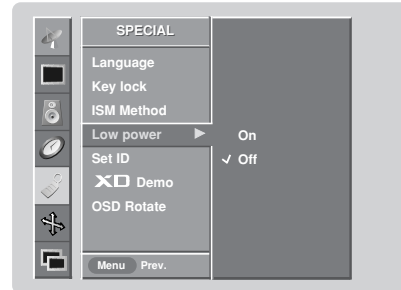 SPECIAL
Language
Key lock
ISM Method
Low power
On
Set ID
✓ Off
XD Demo
OSD Rotate
Menu Prev.